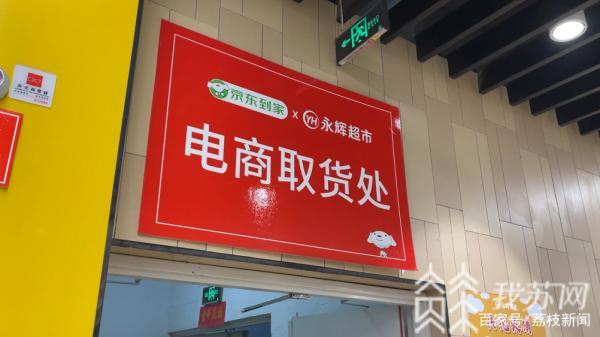 京东到家 x YH 永辉超市
电商取货处
我苏网
百家号/荔枝新闻